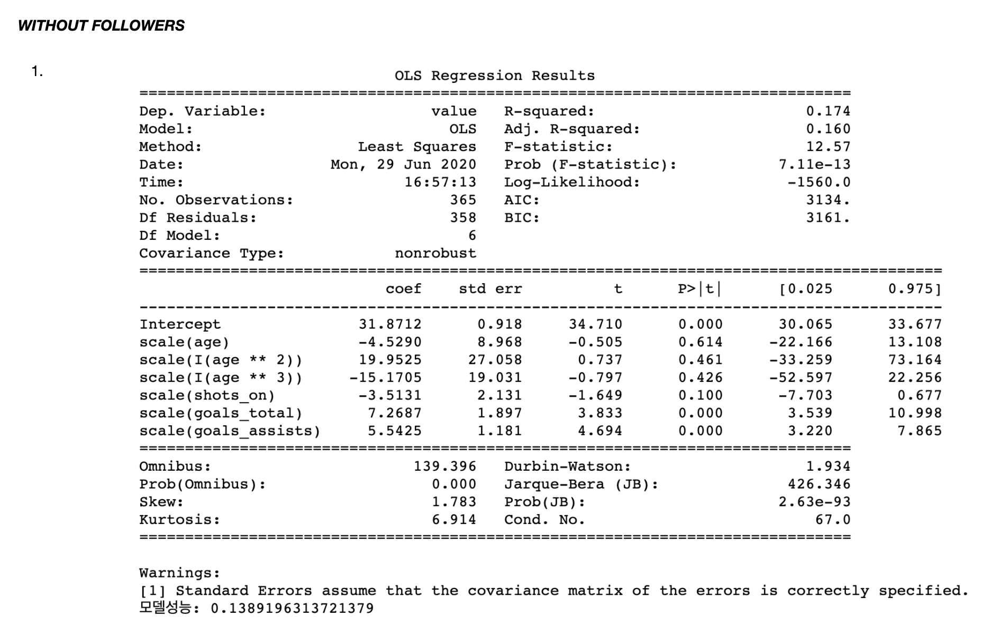 WITHOUT FOLLOWERS
1.
OLS Regression Results
==============================================================================
Dep. Variable:                  value   R-squared:                       0.174
Model:                            OLS   Adj. R-squared:                  0.160
Method:                 Least Squares   F-statistic:                     12.57
Date:                Mon, 29 Jun 2020   Prob (F-statistic):           7.11e-13
Time:                        16:57:13   Log-Likelihood:                -1560.0
No. Observations:                 365   AIC:                             3134.
Df Residuals:                     358   BIC:                             3161.
Df Model:                           6
Covariance Type:            nonrobust
========================================================================================
                           coef    std err          t      P>|t|      [0.025      0.975]
----------------------------------------------------------------------------------------
Intercept               31.8712      0.918     34.710      0.000      30.065      33.677
scale(age)              -4.5290      8.968     -0.505      0.614     -22.166      13.108
scale(I(age ** 2))      19.9525     27.058      0.737      0.461     -33.259      73.164
scale(I(age ** 3))     -15.1705     19.031     -0.797      0.426     -52.597      22.256
scale(shots_on)         -3.5131      2.131     -1.649      0.100      -7.703       0.677
scale(goals_total)       7.2687      1.897      3.833      0.000       3.539      10.998
scale(goals_assists)     5.5425      1.181      4.694      0.000       3.220       7.865
==============================================================================
Omnibus:                      139.396   Durbin-Watson:                   1.934
Prob(Omnibus):                  0.000   Jarque-Bera (JB):              426.346
Skew:                           1.783   Prob(JB):                     2.63e-93
Kurtosis:                       6.914   Cond. No.                         67.0
==============================================================================
Warnings:
[1] Standard Errors assume that the covariance matrix of the errors is correctly specified.
모델성능: 0.1389196313721379